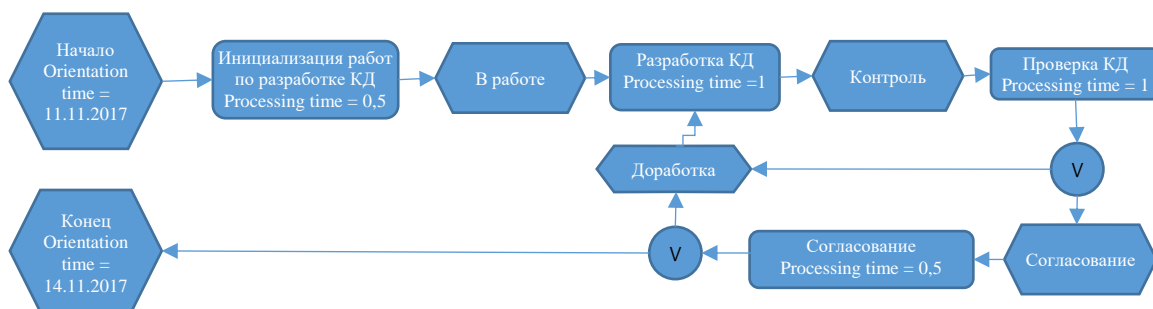 Начало
Orientation
time =
11.11.2017
Инициализация работ
по разработке КД
Processing time = 0,5
В работе
Разработка КД
Processing time =1
Контроль
Проверка КД
Processing time = 1
V
Доработка
Согласование
Согласование
Processing time = 0,5
V
Конец
Orientation
time =
14.11.2017